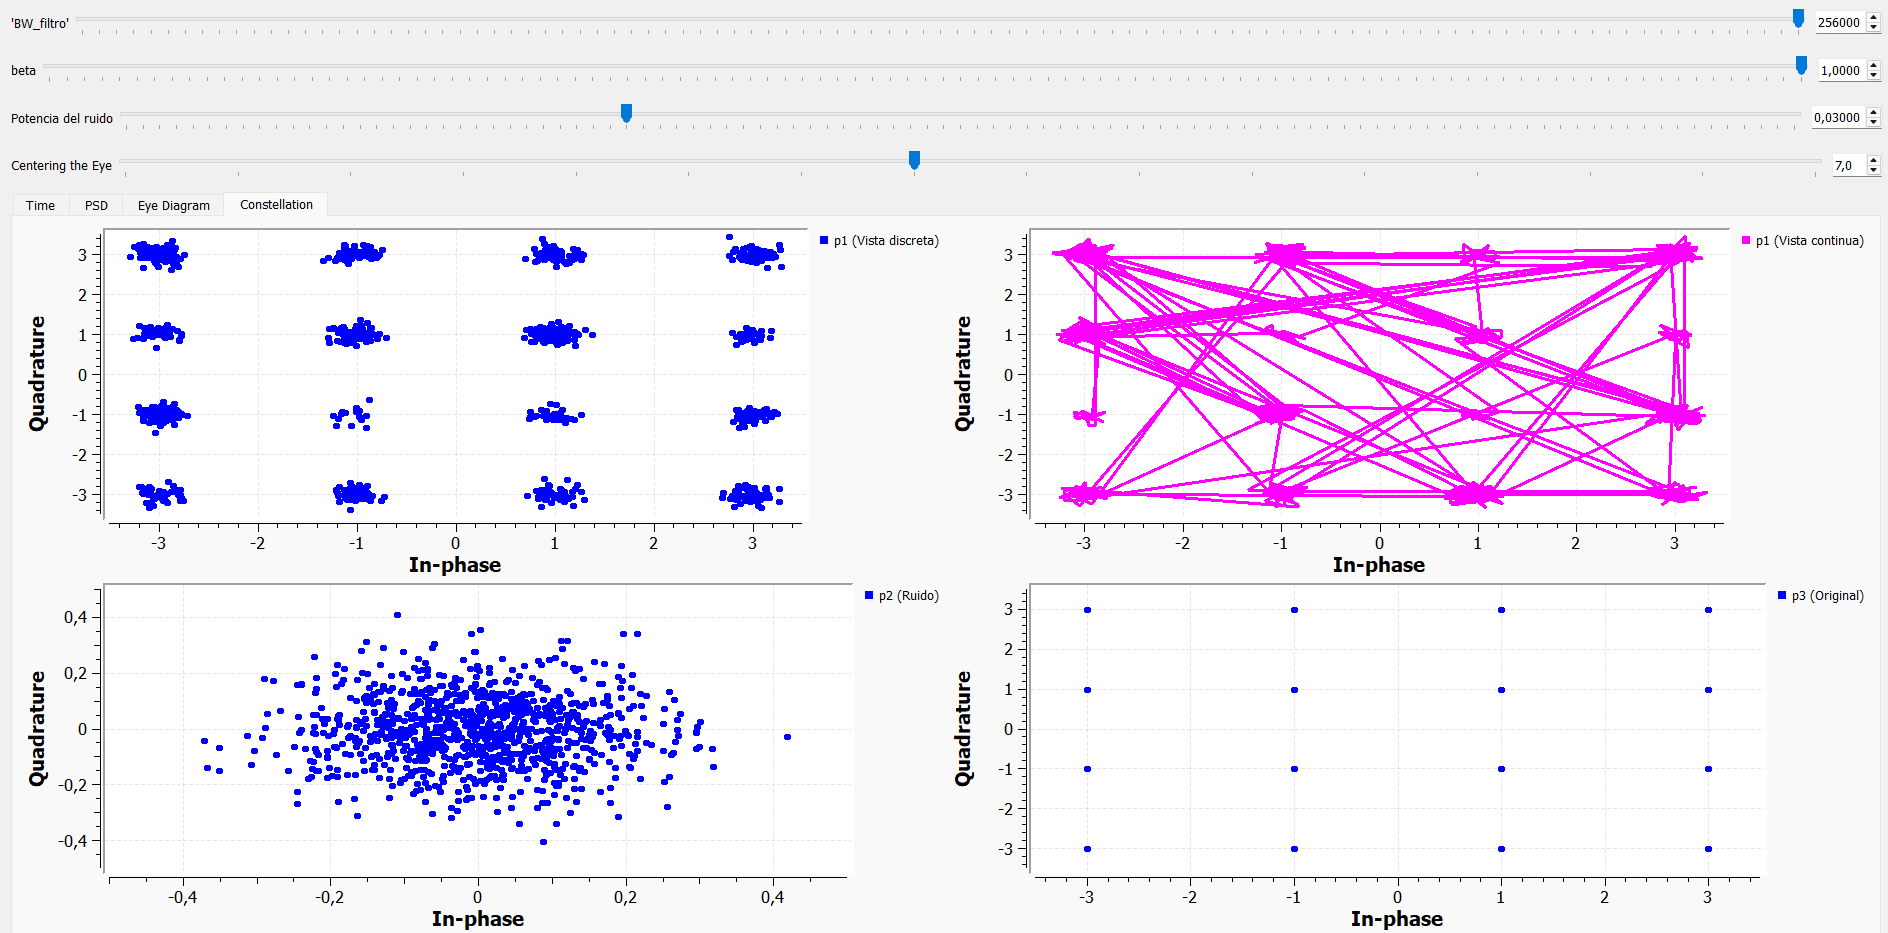 'BW_filtro' 256000
beta 1,0000
Potencia del ruido 0,03000
Centering the Eye 7,0
Time PSD Eye Diagram Constellation
p1 (Vista discreta)
Quadrature
3
2
1
0
-1
-2
-3
-3 -2 -1 0 1 2 3
In-phase
p1 (Vista continua)
Quadrature
3
2
1
0
-1
-2
-3
-3 -2 -1 0 1 2 3
In-phase
p2 (Ruido)
Quadrature
0,4
0,2
0
-0,2
-0,4
-0,4 -0,2 0 0,2 0,4
In-phase
p3 (Original)
Quadrature
3
2
1
0
-1
-2
-3
-3 -2 -1 0 1 2 3
In-phase